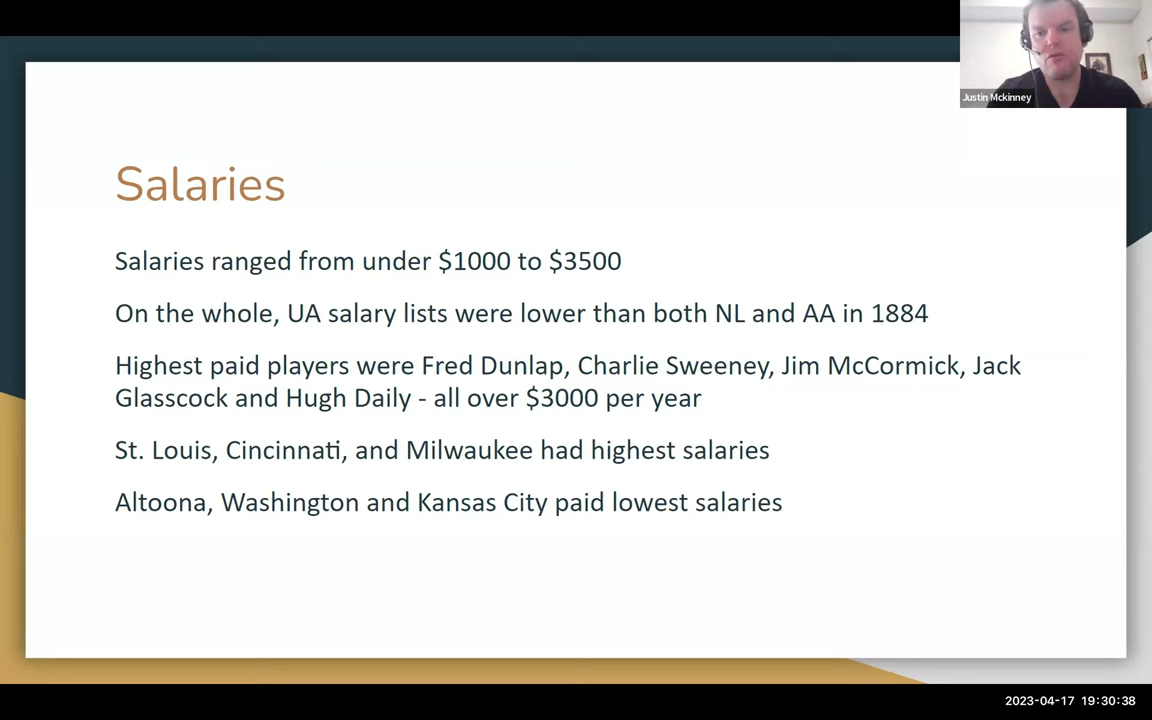 Justin Mckinney
Salaries
Salaries ranged from under $1000 to $3500
On the whole, UA salary lists were lower than both NL and AA in 1884
Highest paid players were Fred Dunlap, Charlie Sweeney, Jim McCormick, Jack
Glasscock and Hugh Daily - all over $3000 per year
St. Louis, Cincinnati, and Milwaukee had highest salaries
Altoona, Washington and Kansas City paid lowest salaries
2023-04-17 19:30:38